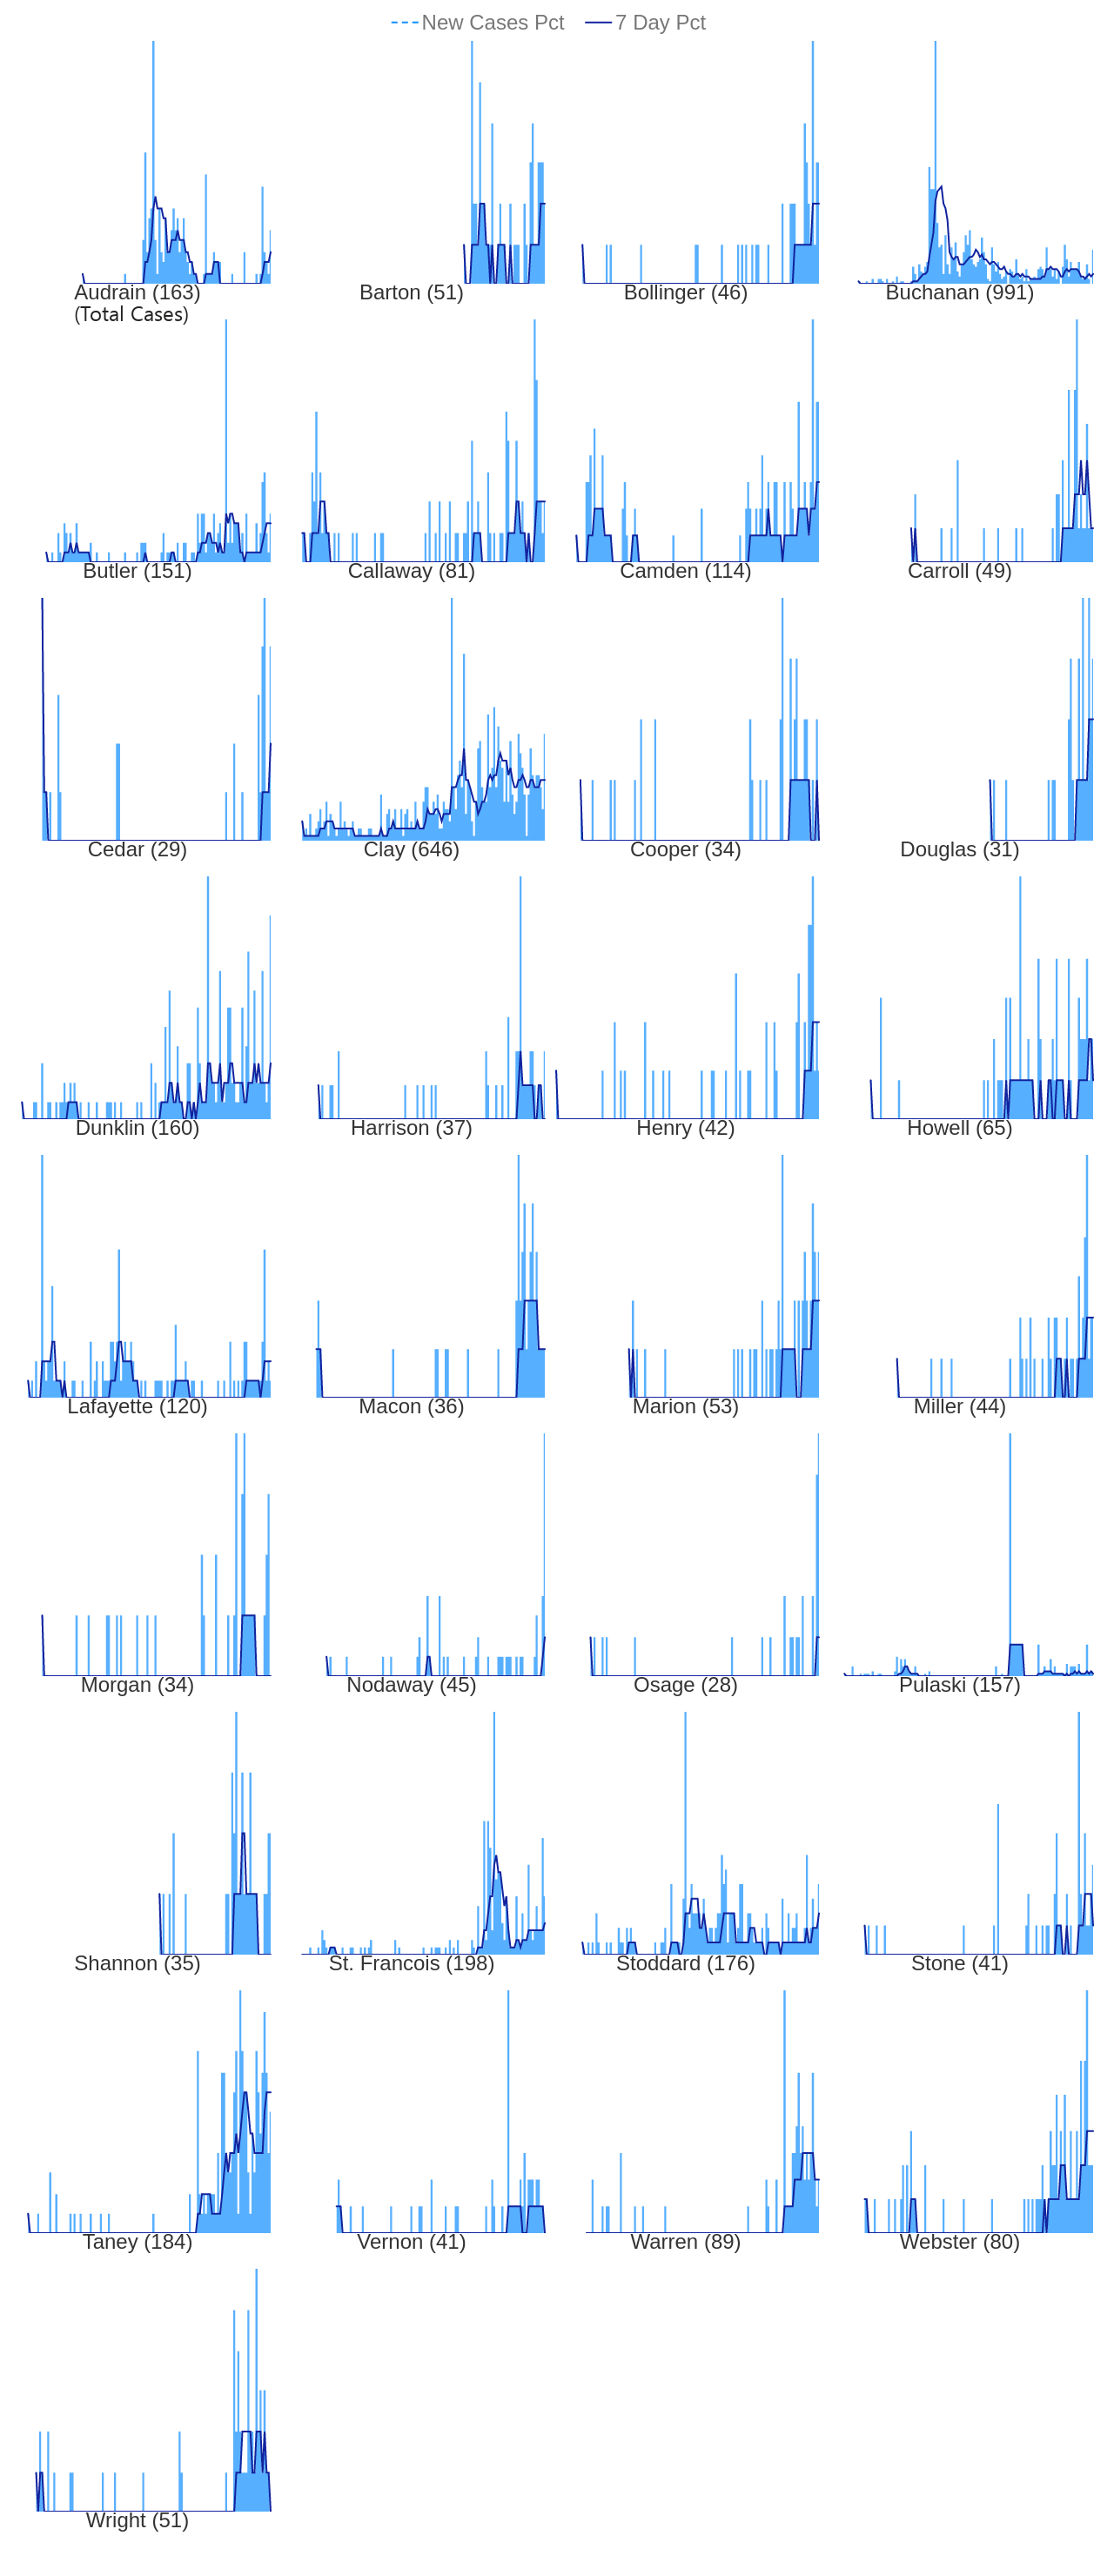 New Cases Pct 7 Day Pct
Audrain (163) Barton (51) Bollinger (46) Buchanan (991)
(Total Cases)
Butler (151) Callaway (81) Camden (114) Carroll (49)
Cedar (29) Clay (646) Cooper (34) Douglas (31)
Dunklin (160) Harrison (37) Henry (42) Howell (65)
Lafayette (120) Macon (36) Marion (53) Miller (44)
Morgan (34) Nodaway (45) Osage (28) Pulaski (157)
Shannon (35) St. Francois (198) Stoddard (176) Stone (41)
Taney (184) Vernon (41) Warren (89) Webster (80)
Wright (51)